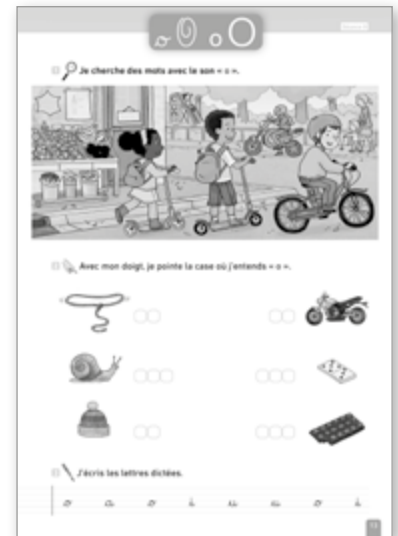 o O o O
Je cherche des mots avec le son « o ».
Avec mon doigt, je pointe la case où j'entends « o ».
J'écris les lettres dictées.
o a o i u u o i
13